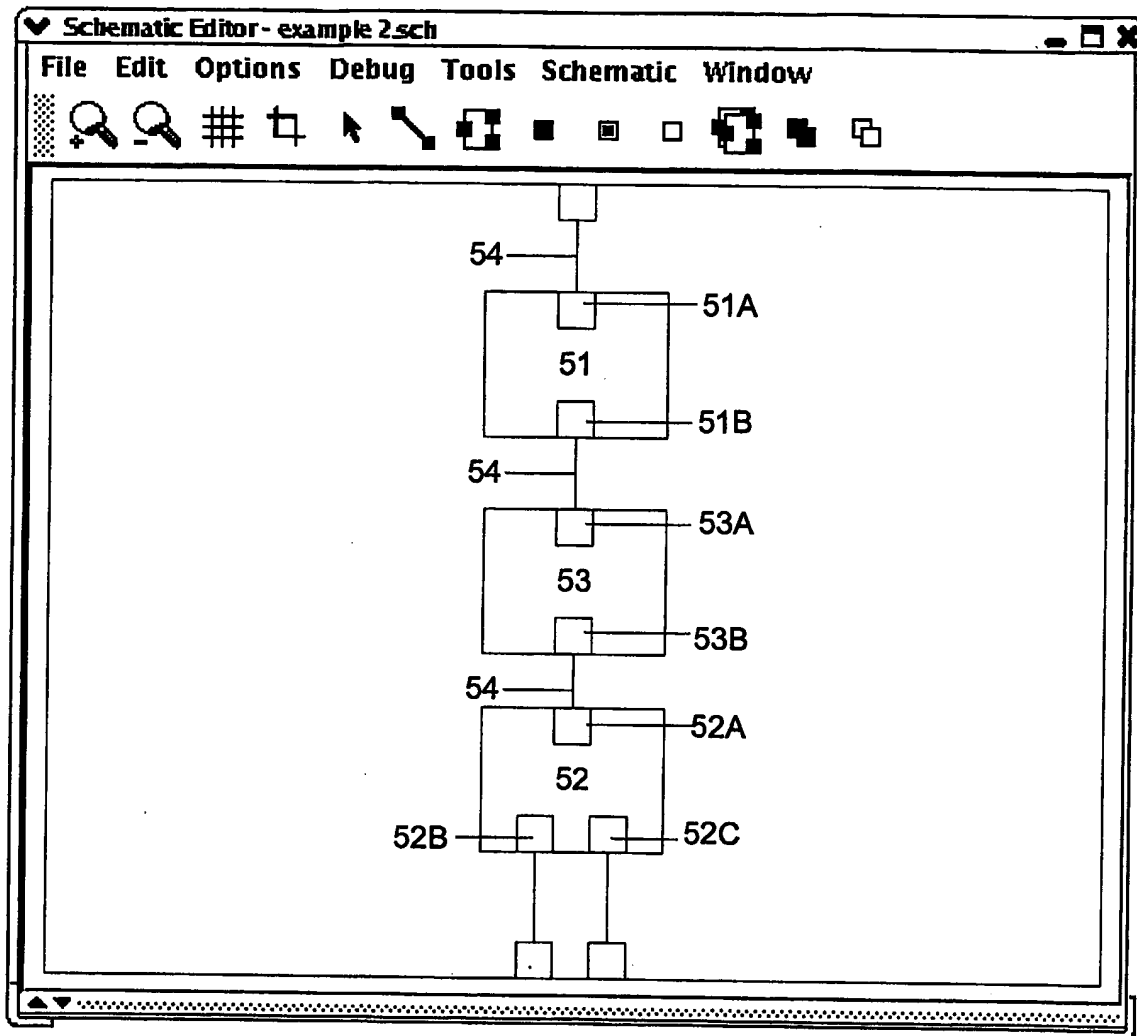 Schematic Editor - example 2.sch
File Edit Options Debug Tools Schematic Window
54
51A
51
51B
54
53A
53
53B
54
52A
52
52B
52C